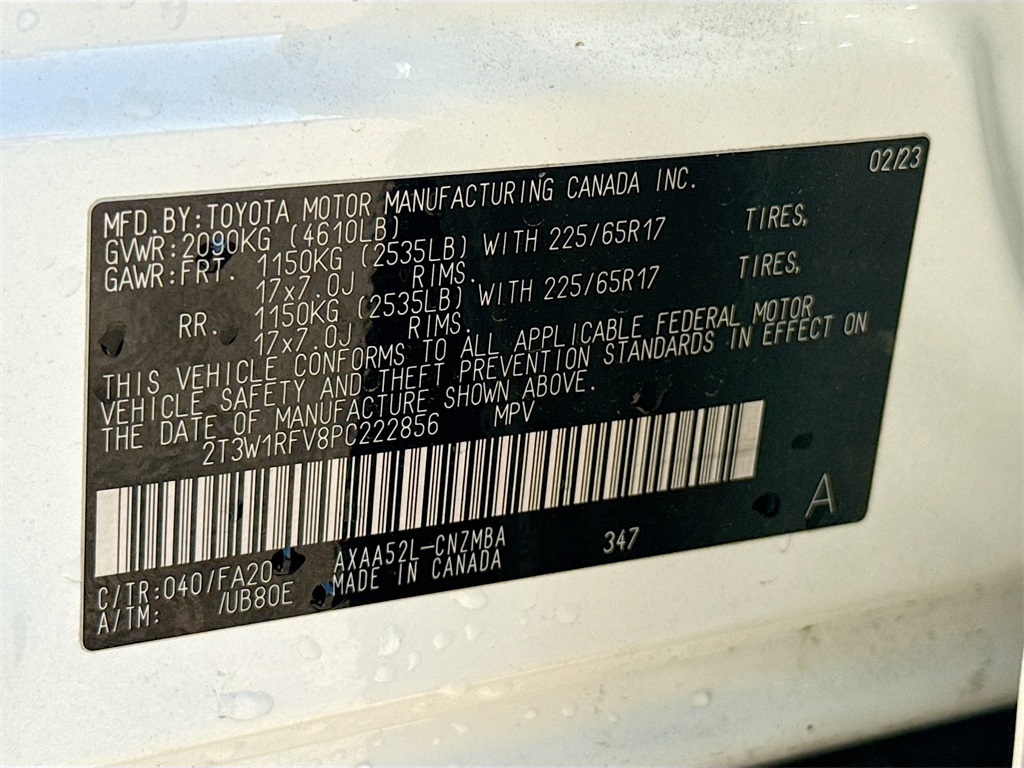 02/23
MFD.BY:TOYOTA MOTOR MANUFACTURING CANADA INC.
GVWR:2090KG (4610LB)
GAWR:FRT. 1150KG (2535LB) WITH 225/65R17 TIRES,
17x7.0J RIMS.
RR. 1150KG (2535LB) WITH 225/65R17 TIRES,
17x7.0J RIMS.
THIS VEHICLE CONFORMS TO ALL APPLICABLE FEDERAL MOTOR
VEHICLE SAFETY AND THEFT PREVENTION STANDARDS IN EFFECT ON
THE DATE OF MANUFACTURE SHOWN ABOVE.
2T3W1RFV8PC222856 MPV
A
C/TR:040/FA20 AXAA52L-CNZMBA 347
A/TM: /UB80E MADE IN CANADA